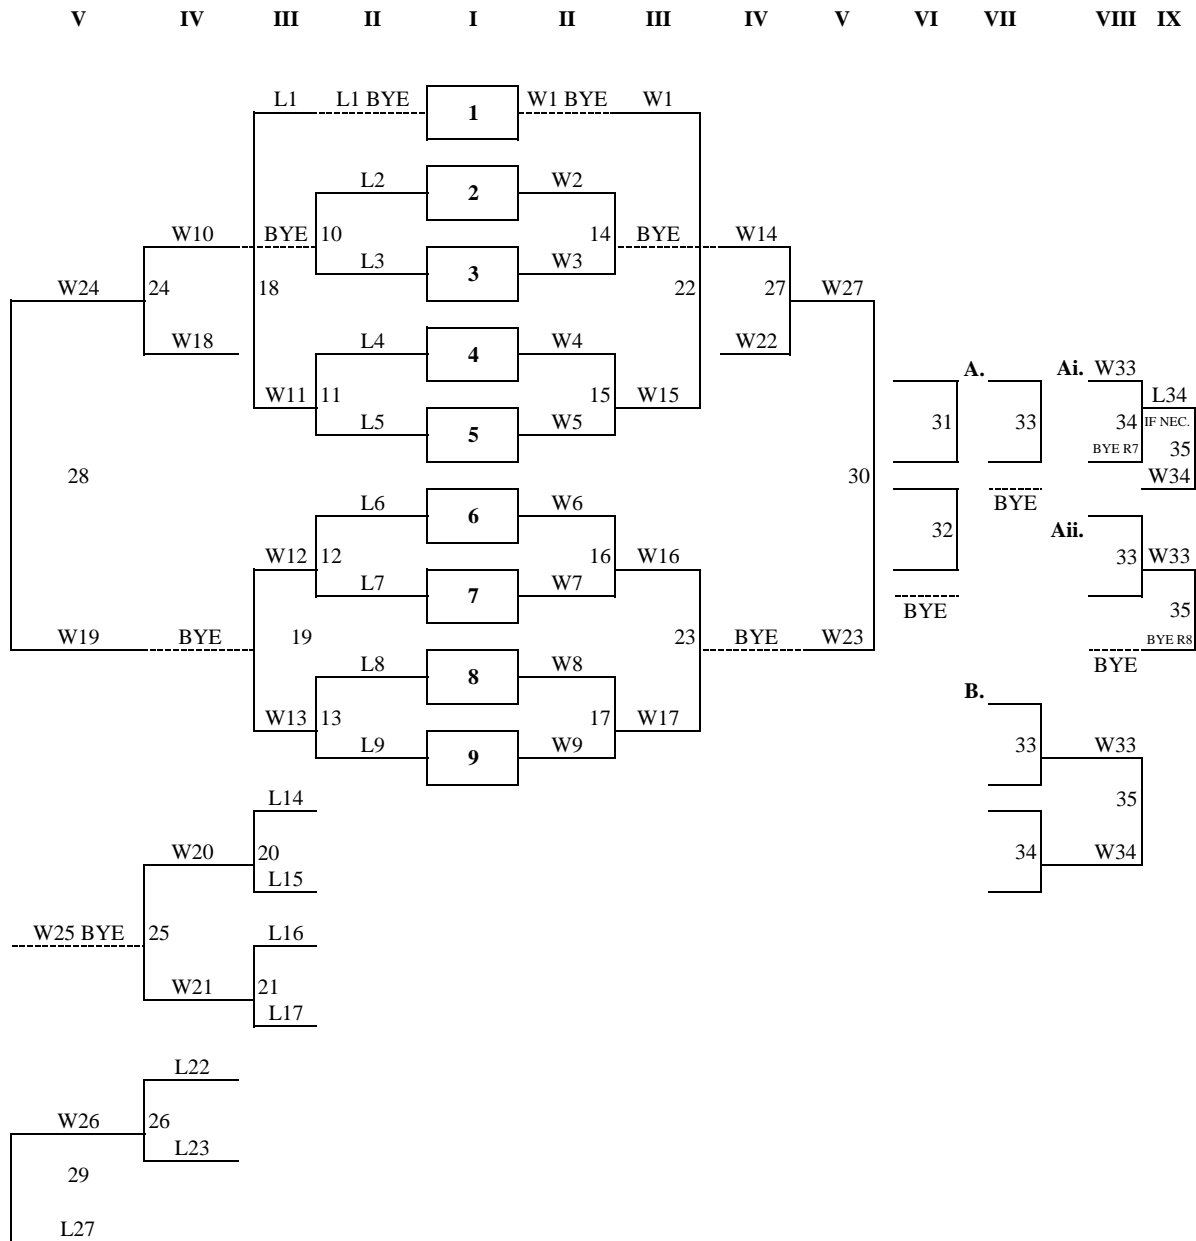 V IV III II I II III IV V VI VII VIII IX
L1 L1 BYE 1 W1 BYE W1
L2 2 W2
W10 BYE 10 14 BYE W14
L3 3 W3
W24 24 18 22 27 W27
W18 L4 4 W4 W22
A. Ai. W33
W11 11 15 W15 L34
L5 5 W5 31 33 34 IF NEC.
BYE R7 35
28 30 W34
L6 6 W6 BYE
32 Aii.
W12 12 16 W16 33 W33
L7 7 W7
BYE 35
W19 BYE 19 23 BYE W23 BYE R8
L8 8 W8 BYE
B.
W13 13 17 W17
L9 9 W9 33 W33
L14 35
W20 20 34 W34
L15
W25 BYE 25 L16
W21 21
L17
L22
W26 26
L23
29
L27